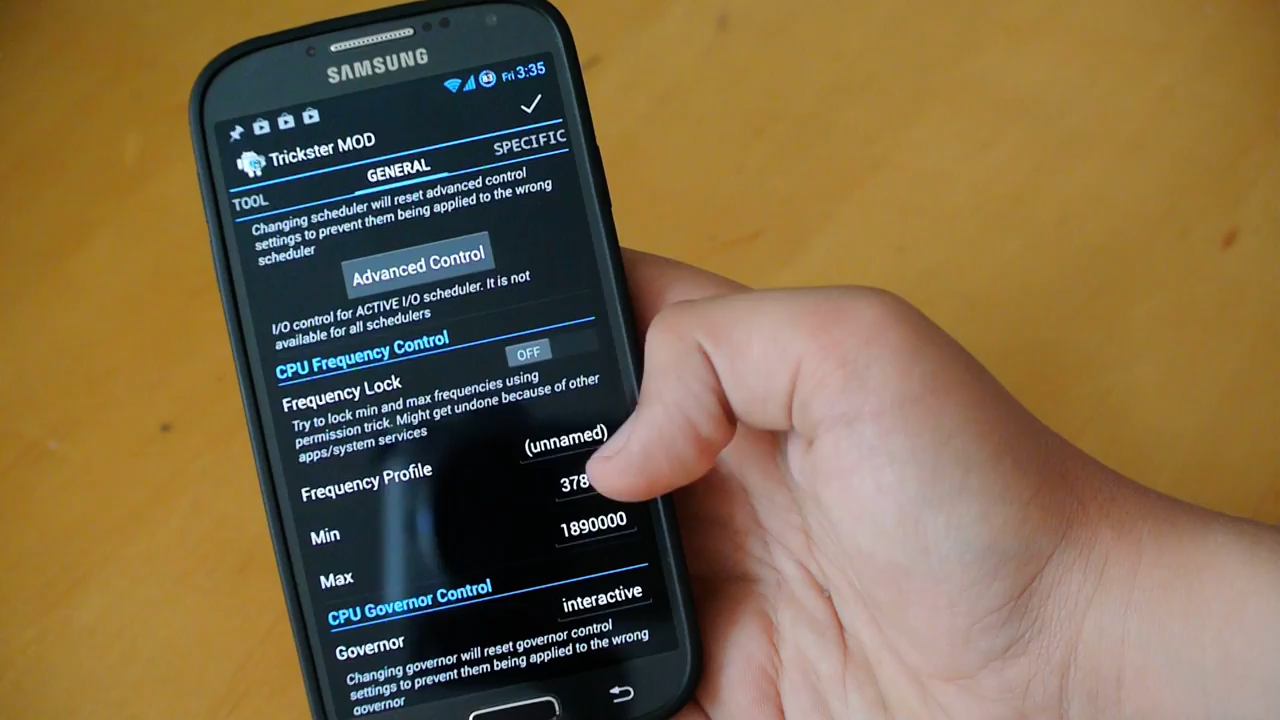 SAMSUNG
83 Fri 3:35
Trickster MOD
TOOL GENERAL SPECIFIC
Changing scheduler will reset advanced control
settings to prevent them being applied to the wrong
scheduler
Advanced Control
I/O control for ACTIVE I/O scheduler. It is not
available for all schedulers
CPU Frequency Control
Frequency Lock OFF
Try to lock min and max frequencies using
permission trick. Might get undone because of other
apps/system services
Frequency Profile (unnamed)
Min 378
Max 1890000
CPU Governor Control
Governor interactive
Changing governor will reset governor control
settings to prevent them being applied to the wrong
governor